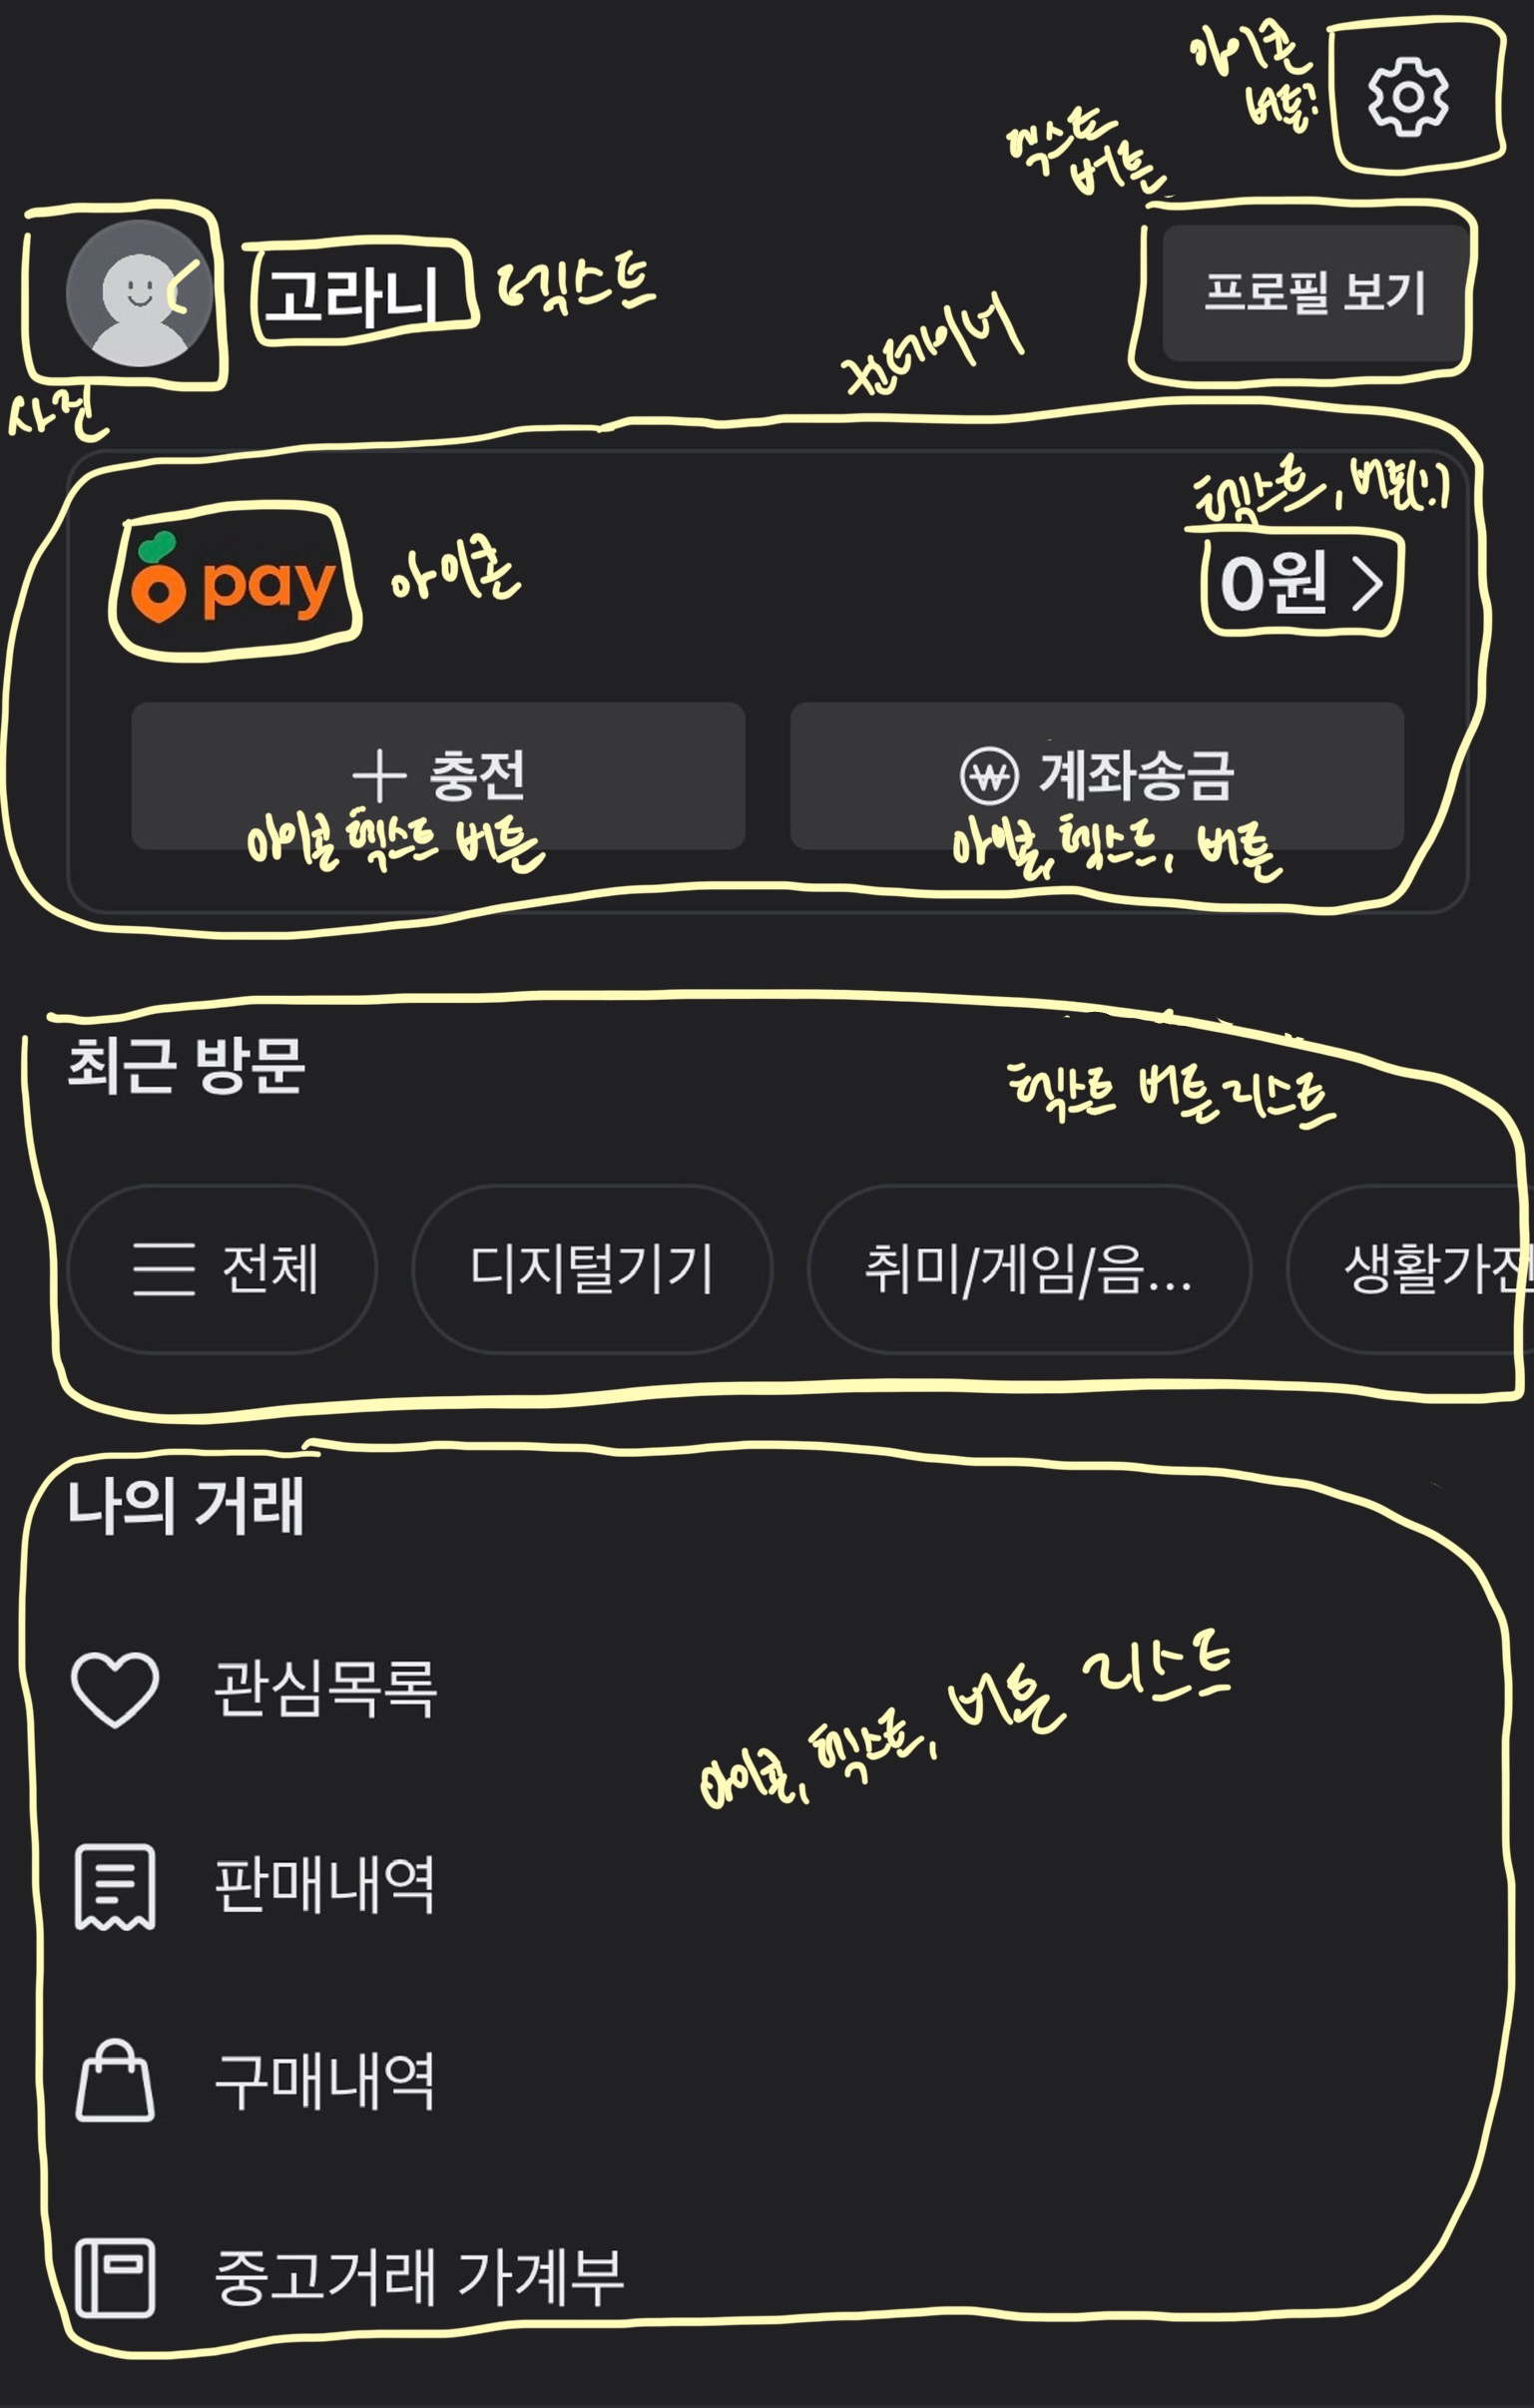 아이콘
버튼?
텍스트
버튼
고라니
텍스트
프로필 보기
사진
컨테이너
텍스트, 버튼(?)
pay
아이콘
0원 >
+ 충전
계좌송금
아이콘 텍스트 버튼
아이콘, 텍스트, 버튼
최근 방문
텍스트 버튼 리스트
전체
디지털기기
취미/게임/음...
생활가전
나의 거래
관심목록
아이콘, 텍스트, 버튼 리스트
판매내역
구매내역
중고거래 가계부